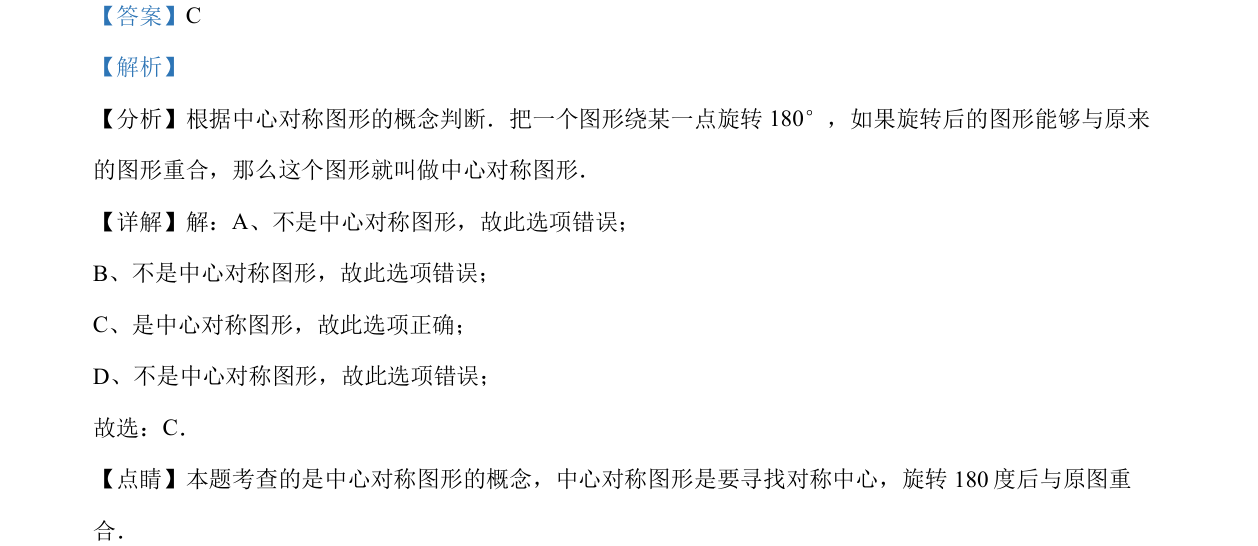 【答案】C
【解析】
【分析】根据中心对称图形的概念判断．把一个图形绕某一点旋转 180°，如果旋转后的图形能够与原来
的图形重合，那么这个图形就叫做中心对称图形．
【详解】解：A、不是中心对称图形，故此选项错误；
B、不是中心对称图形，故此选项错误；
C、是中心对称图形，故此选项正确；
D、不是中心对称图形，故此选项错误；
故选：C．
【点睛】本题考查的是中心对称图形的概念，中心对称图形是要寻找对称中心，旋转 180 度后与原图重
合．